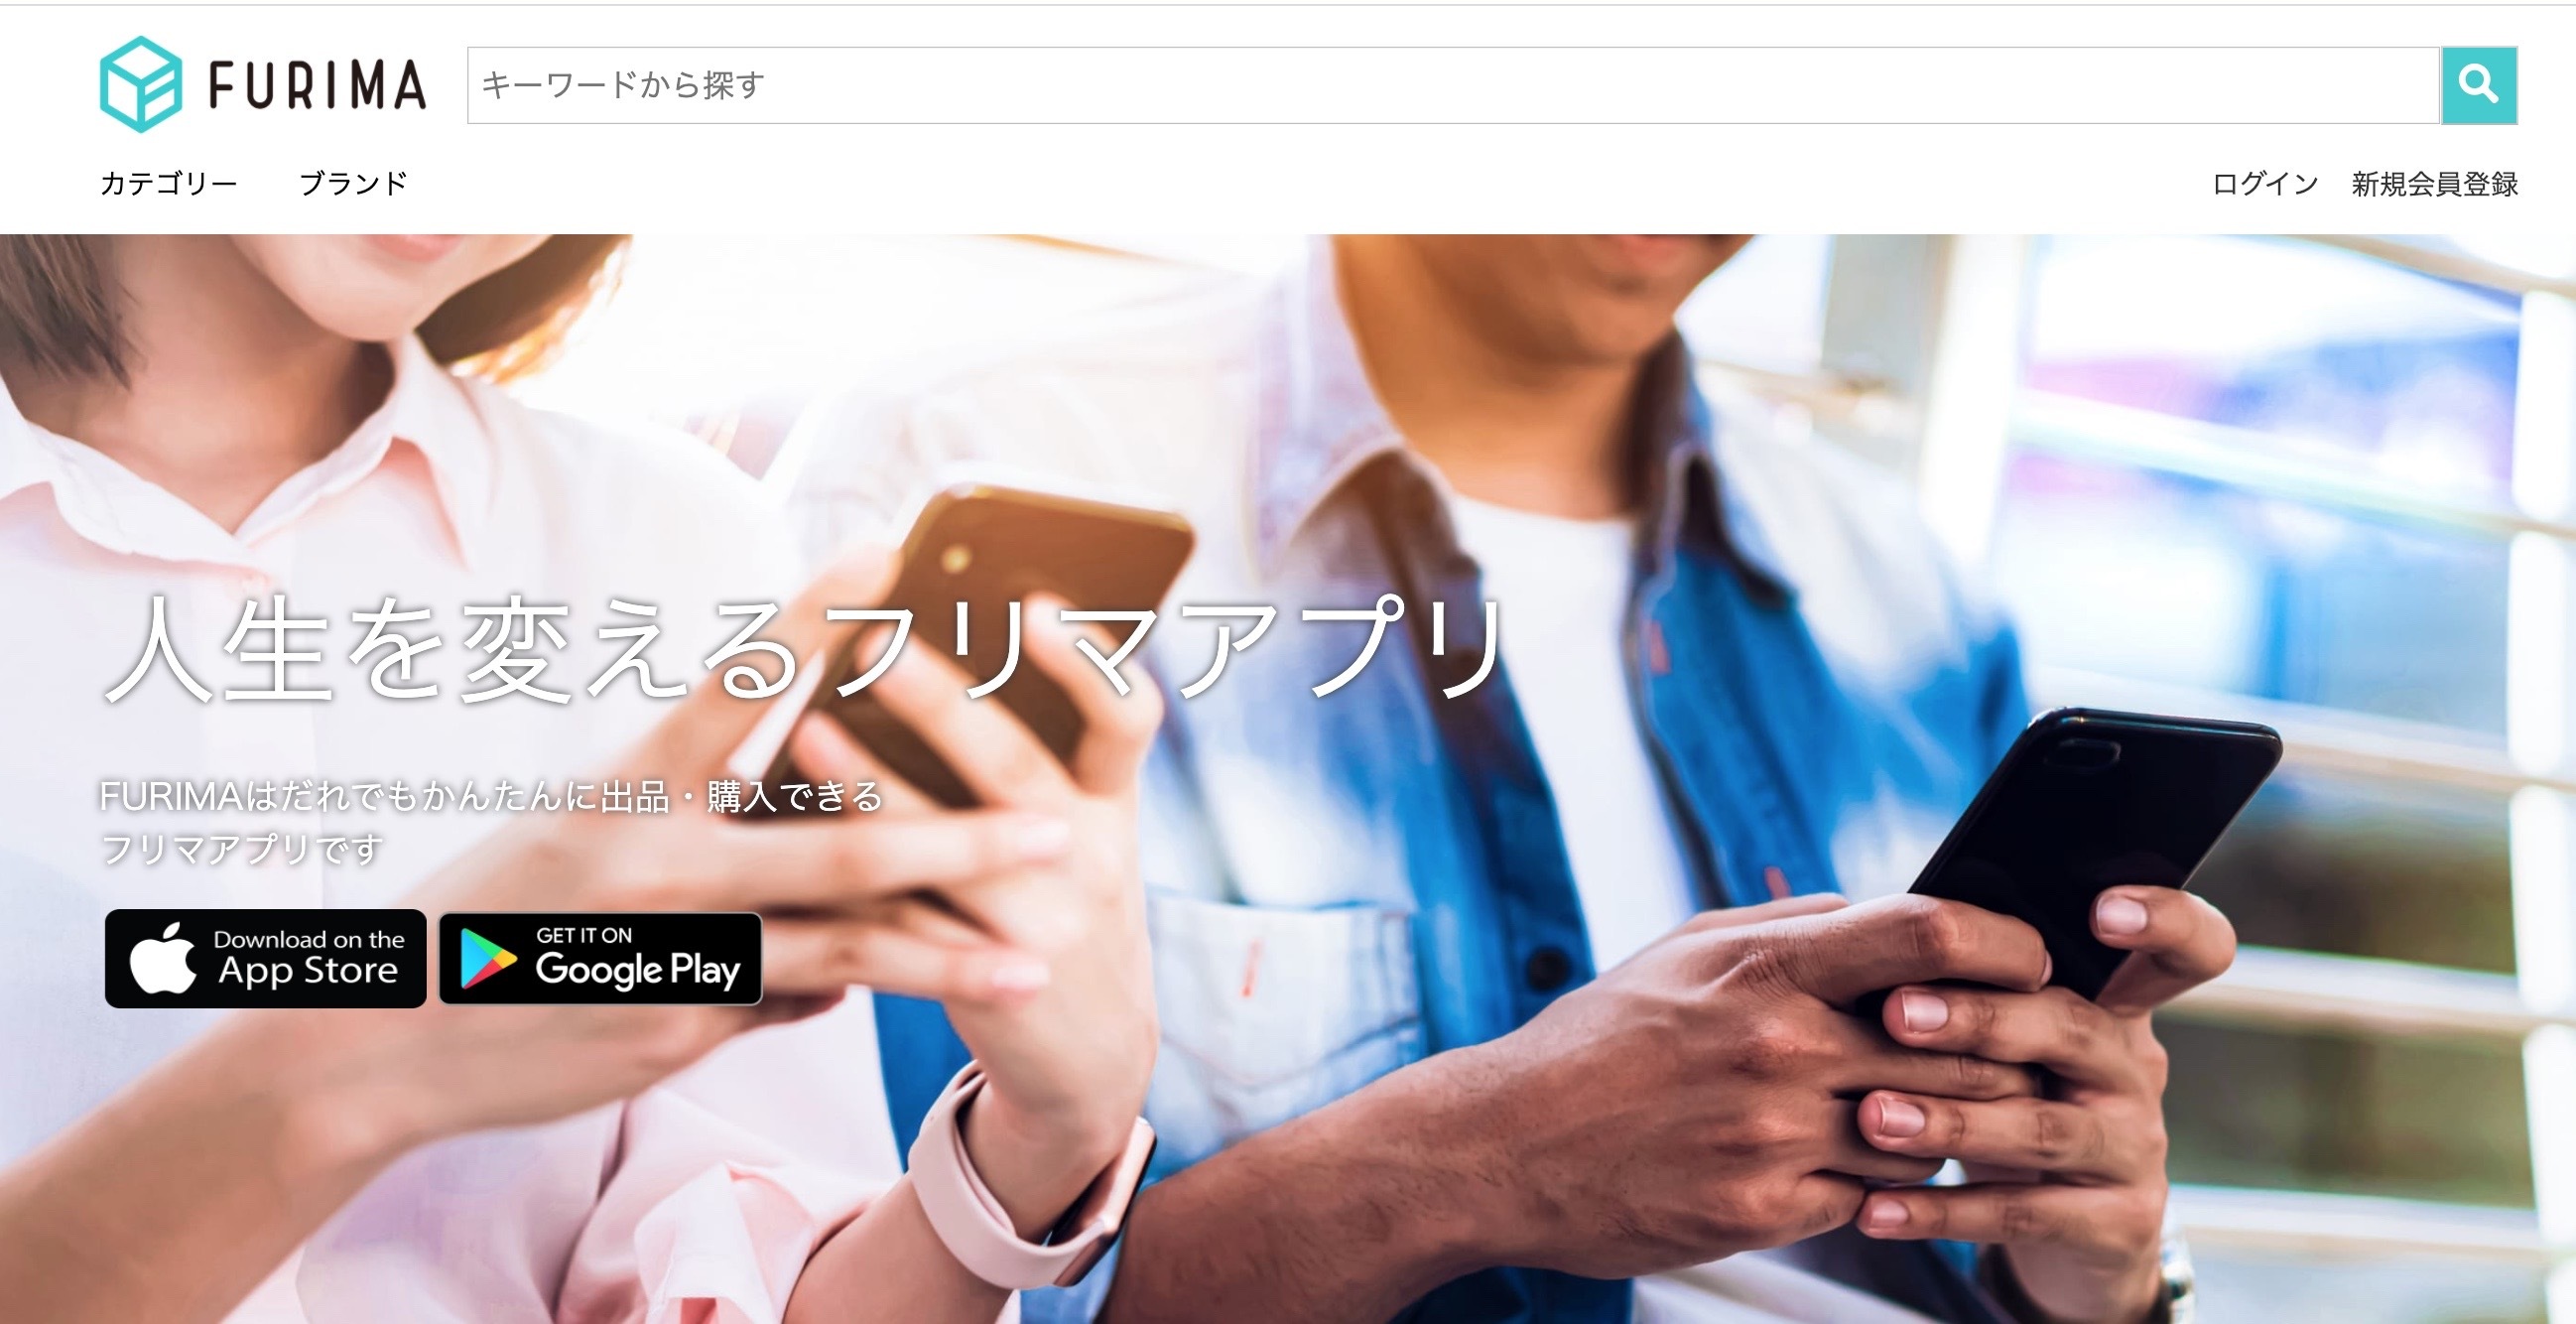 FURIMA
キーワードから探す
カテゴリー ブランド ログイン 新規会員登録
人生を変えるフリマアプリ
FURIMAはだれでもかんたんに出品・購入できる
フリマアプリです
Download on the
App Store
GET IT ON
Google Play